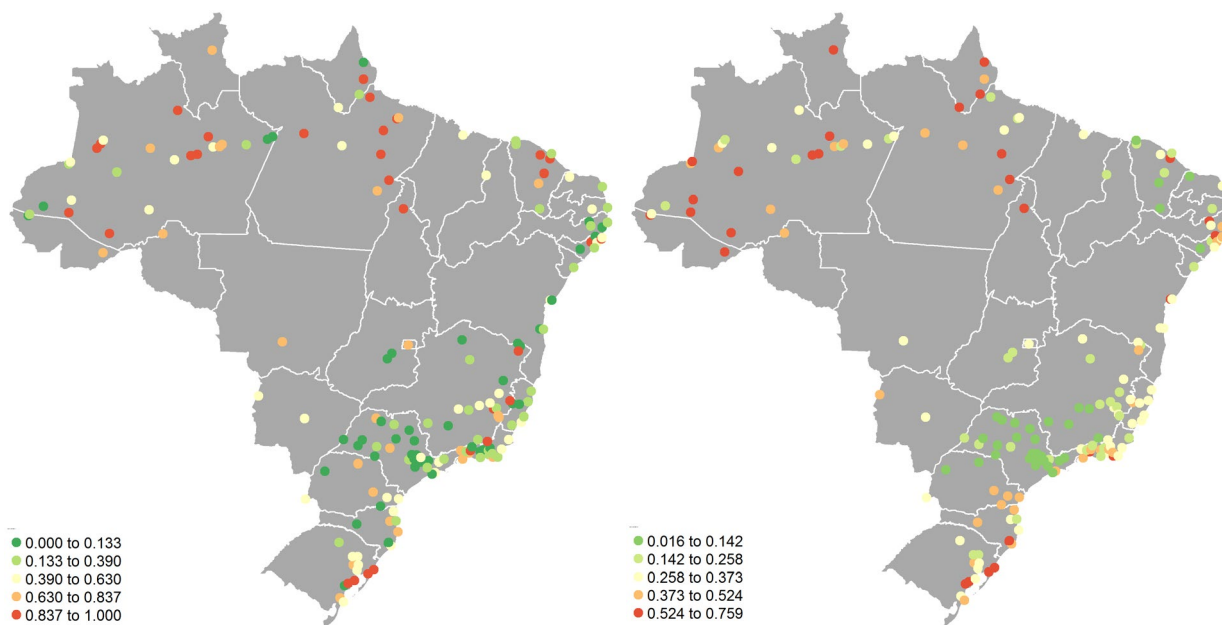 0.000 to 0.133
0.133 to 0.390
0.390 to 0.630
0.630 to 0.837
0.837 to 1.000
0.016 to 0.142
0.142 to 0.258
0.258 to 0.373
0.373 to 0.524
0.524 to 0.759